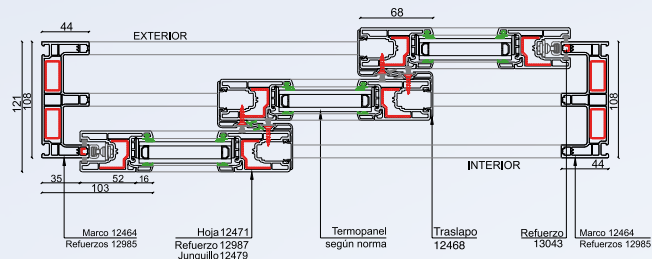 68
44
EXTERIOR
121
108
108
INTERIOR
44
35
52
16
103
Marco 12464
Refuerzos 12985
Hoja 12471
Refuerzo 12987
Junquillo 12479
Termopanel
según norma
Traslapo
12468
Refuerzo
13043
Marco 12464
Refuerzos 12985